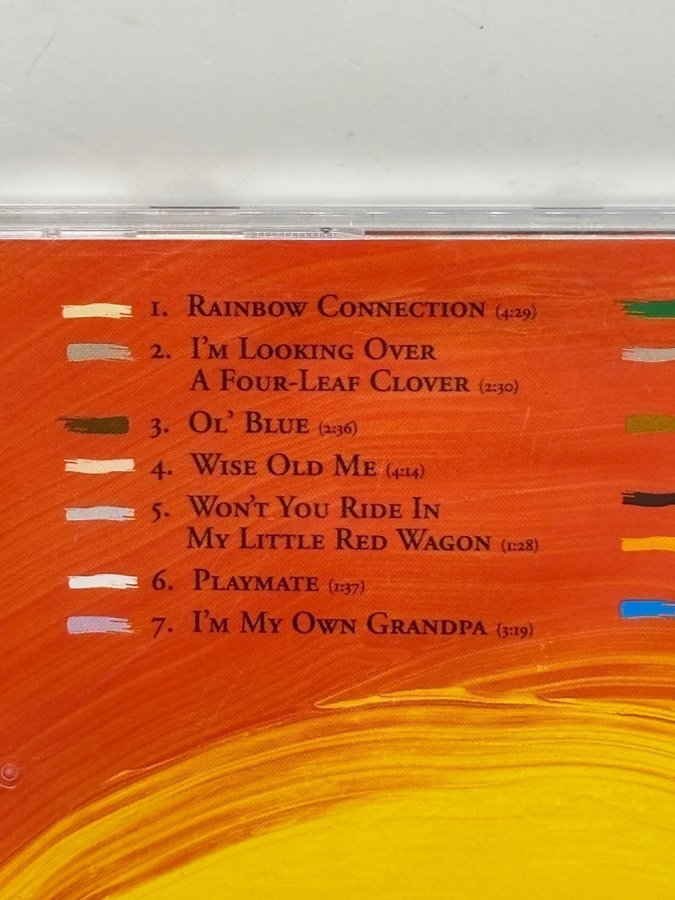 1. Rainbow Connection (4:29)
2. I'm Looking Over
A Four-Leaf Clover (2:30)
3. Ol' Blue (2:36)
4. Wise Old Me (4:14)
5. Won't You Ride In
My Little Red Wagon (1:28)
6. Playmate (1:37)
7. I'm My Own Grandpa (3:19)